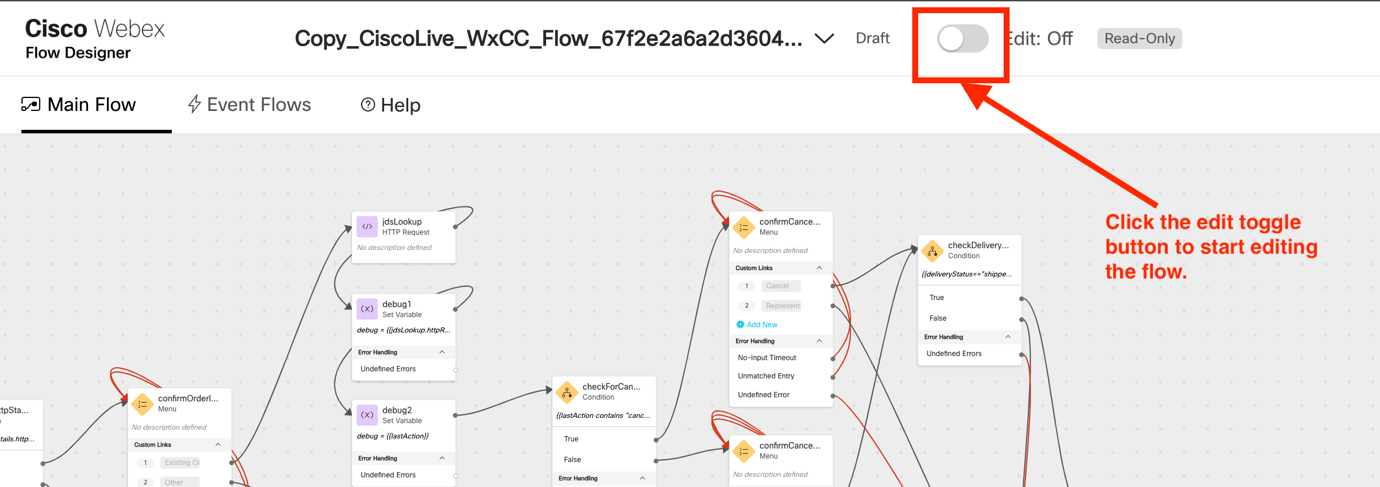 Cisco Webex
Flow Designer
Copy_CiscoLive_WxCC_Flow_67f2e2a6a2d3604...
Draft
Edit: Off
Read-Only
Main Flow
Event Flows
Help
Click the edit toggle
button to start editing
the flow.
jdsLookup
HTTP Request
No description defined
debug1
Set Variable
debug = {{jdsLookup.httpR...
Error Handling
Undefined Errors
debug2
Set Variable
debug = {{lastAction}}
Error Handling
Undefined Errors
confirmOrderI...
Menu
No description defined
Custom Links
1 Existing Or
2 Other
checkForCan...
Condition
{{lastAction contains "canc...
True
False
Error Handling
confirmCance...
Menu
No description defined
Custom Links
1 Cancel
2 Represent
Add New
Error Handling
No-Input Timeout
Unmatched Entry
Undefined Error
confirmCance...
Menu
No description defined
checkDelivery...
Condition
{{deliveryStatus=="shippe...
True
False
Error Handling
Undefined Errors